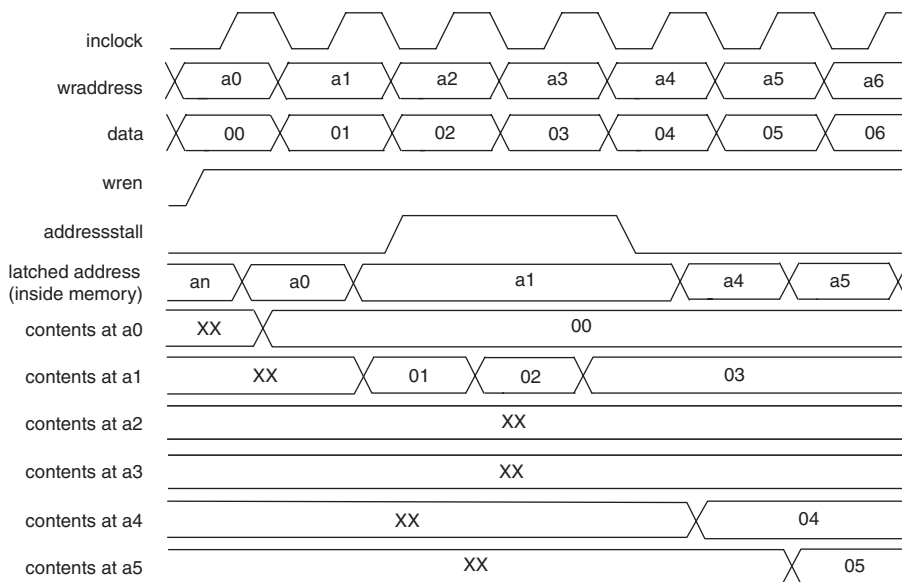 inclock
wraddress a0 a1 a2 a3 a4 a5 a6
data 00 01 02 03 04 05 06
wren
addressstall
latched address
(inside memory) an a0 a1 a4 a5
contents at a0 XX 00
contents at a1 XX 01 02 03
contents at a2 XX
contents at a3 XX
contents at a4 XX 04
contents at a5 XX 05